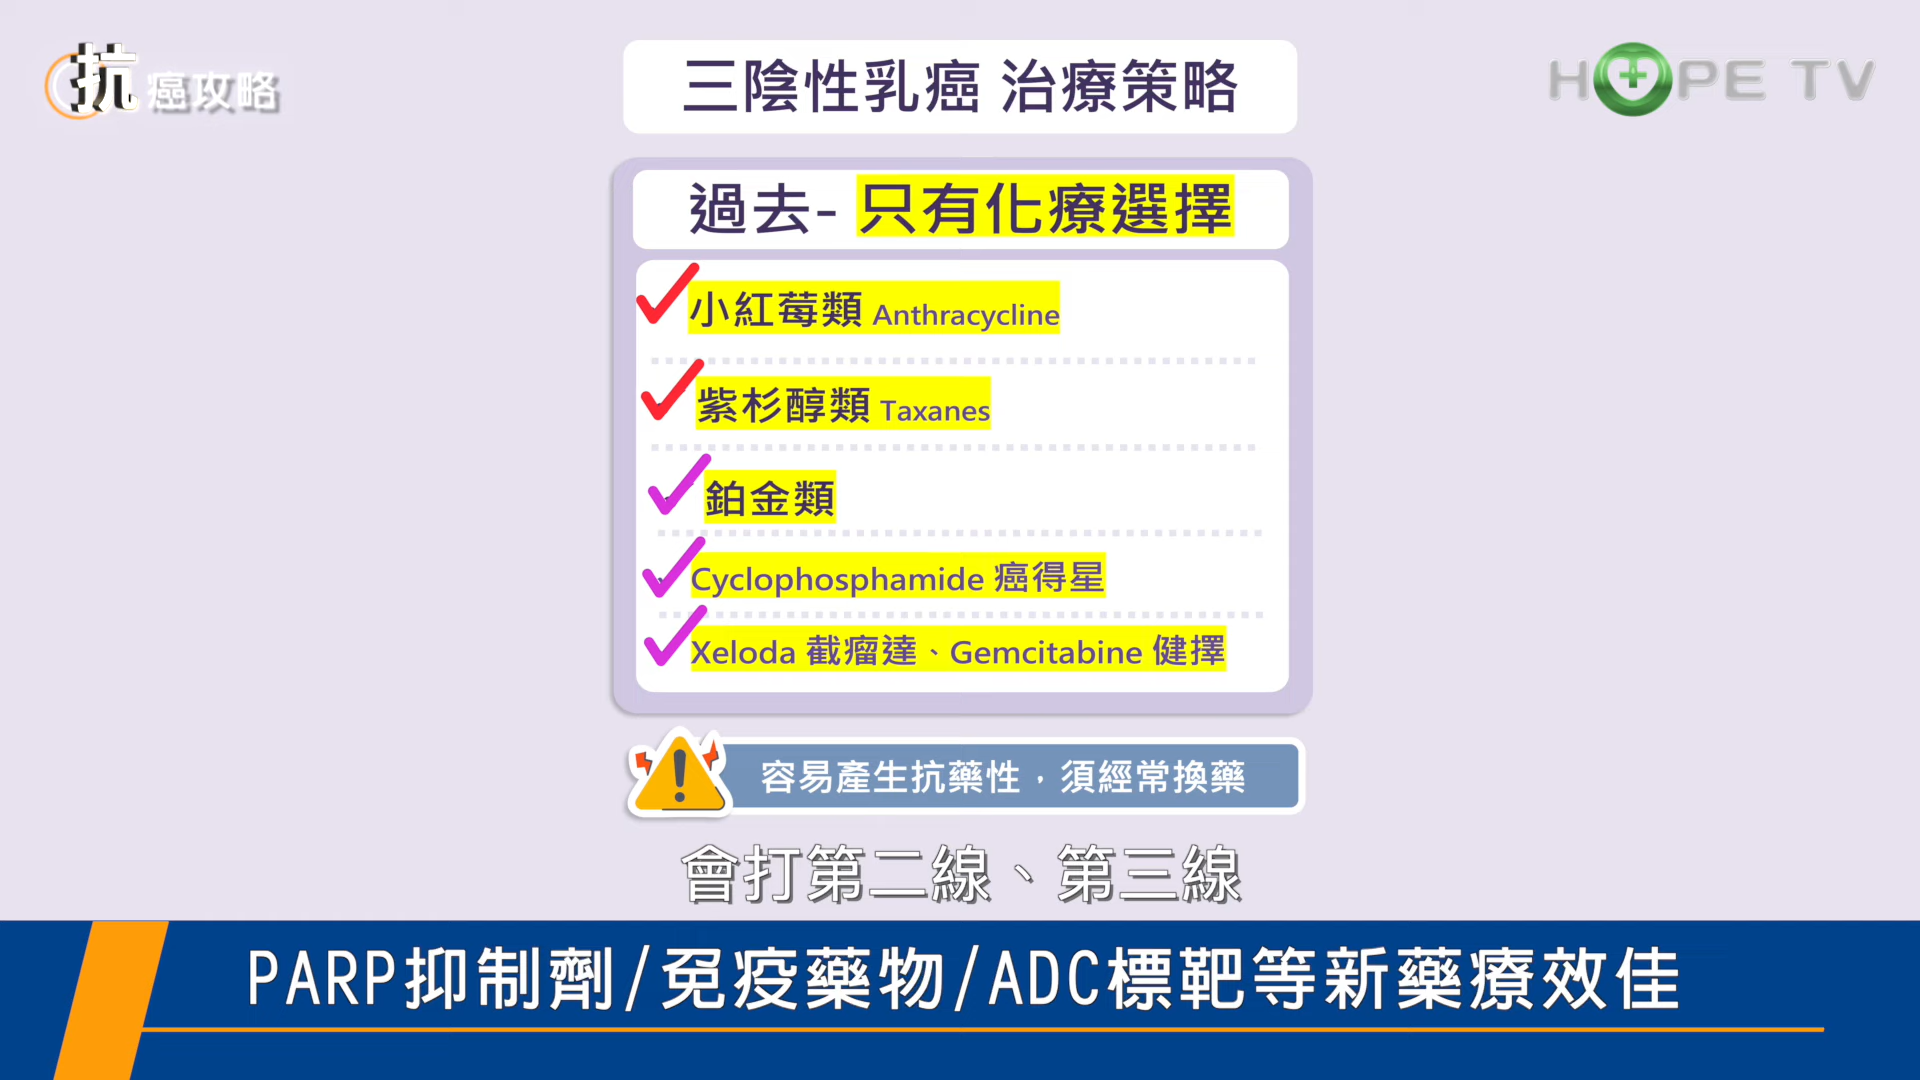 抗癌攻略
HOPE TV
三陰性乳癌 治療策略
過去- 只有化療選擇
小紅莓類 Anthracycline
紫杉醇類 Taxanes
鉑金類
Cyclophosphamide 癌得星
Xeloda 截瘤達、Gemcitabine 健擇
容易產生抗藥性，須經常換藥
會打第二線、第三線
PARP抑制劑/免疫藥物/ADC標靶等新藥療效佳